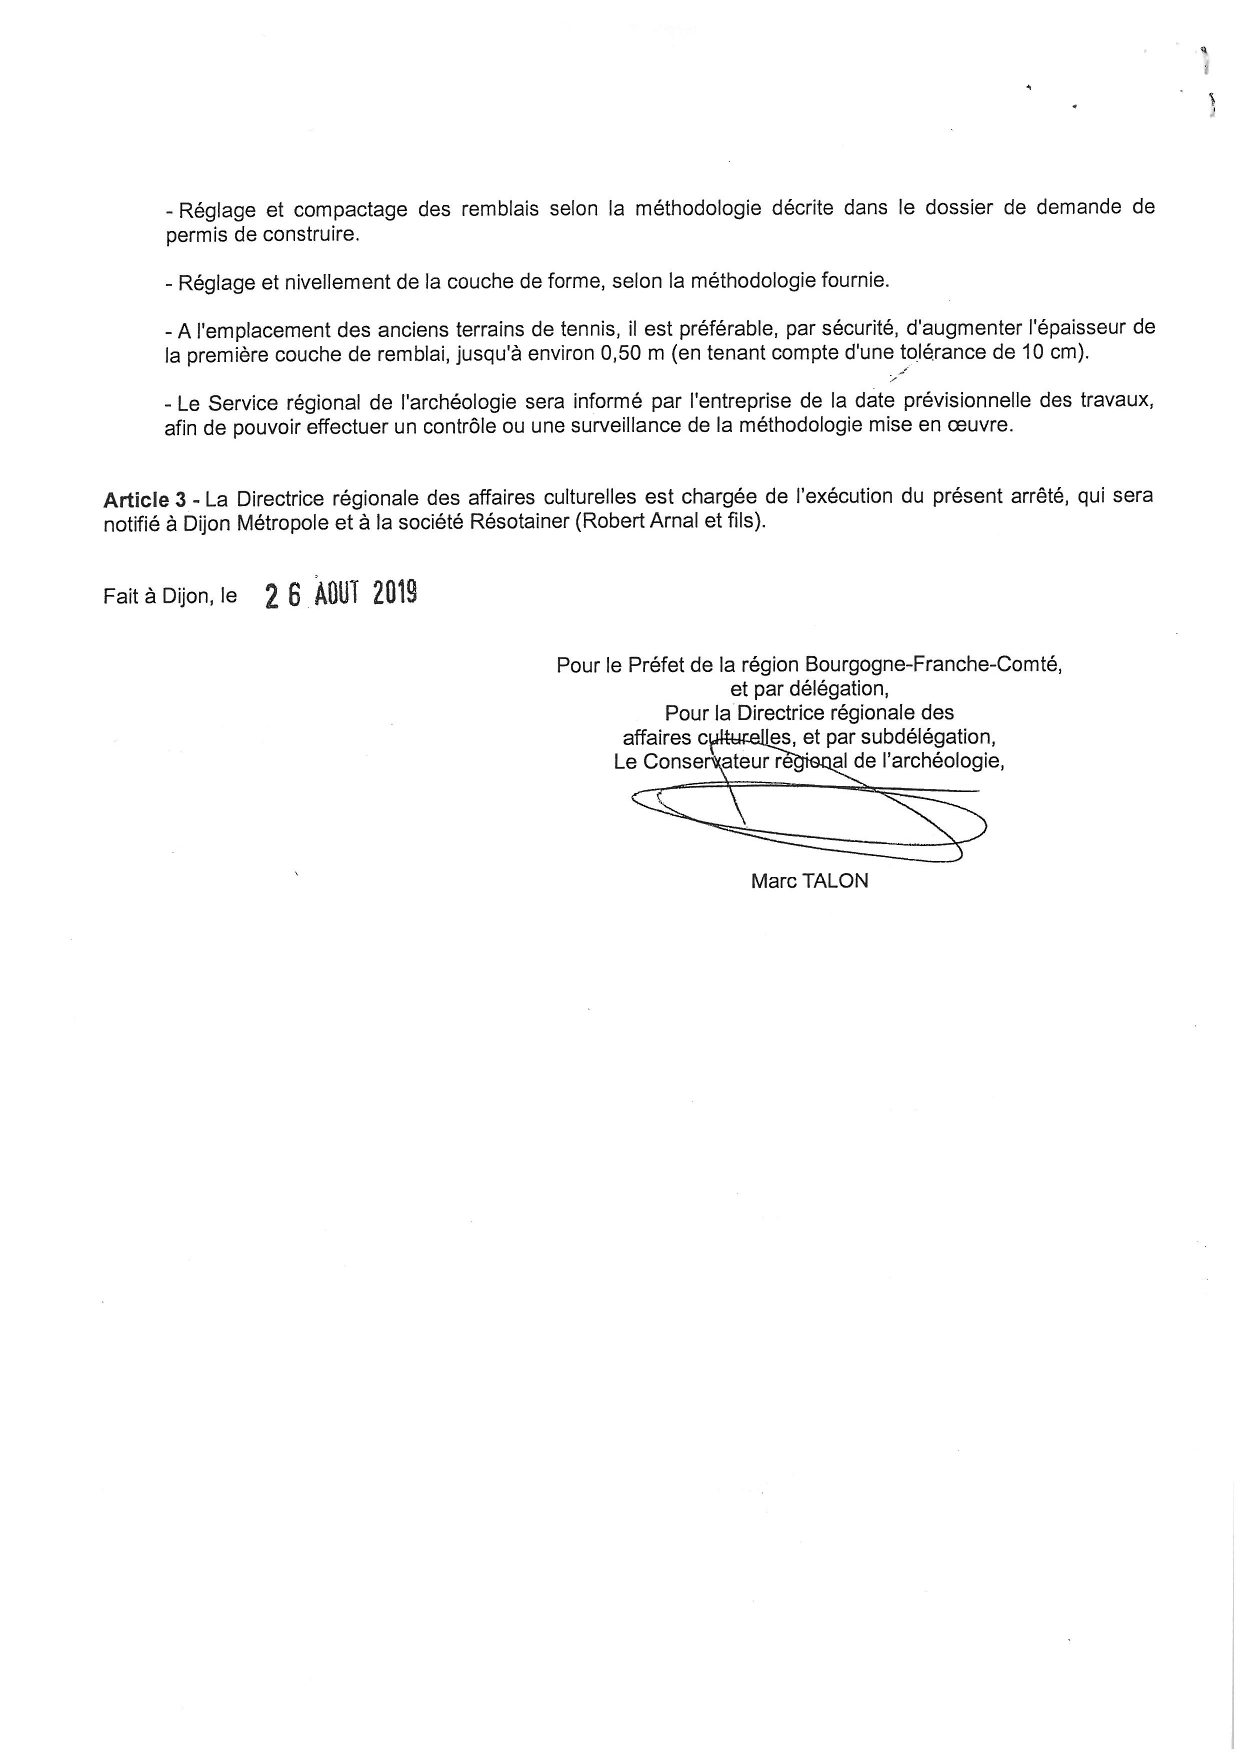 - Réglage et compactage des remblais selon la méthodologie décrite dans le dossier de demande de
permis de construire.
- Réglage et nivellement de la couche de forme, selon la méthodologie fournie.
- A l'emplacement des anciens terrains de tennis, il est préférable, par sécurité, d'augmenter l'épaisseur de
la première couche de remblai, jusqu'à environ 0,50 m (en tenant compte d'une tolérance de 10 cm).
- Le Service régional de l'archéologie sera informé par l'entreprise de la date prévisionnelle des travaux,
afin de pouvoir effectuer un contrôle ou une surveillance de la méthodologie mise en œuvre.
Article 3 - La Directrice régionale des affaires culturelles est chargée de l'exécution du présent arrêté, qui sera
notifié à Dijon Métropole et à la société Résotainer (Robert Arnal et fils).
Fait à Dijon, le 26 AOUT 2019
Pour le Préfet de la région Bourgogne-Franche-Comté,
et par délégation,
Pour la Directrice régionale des
affaires culturelles, et par subdélégation,
Le Conservateur régional de l'archéologie,
Marc TALON